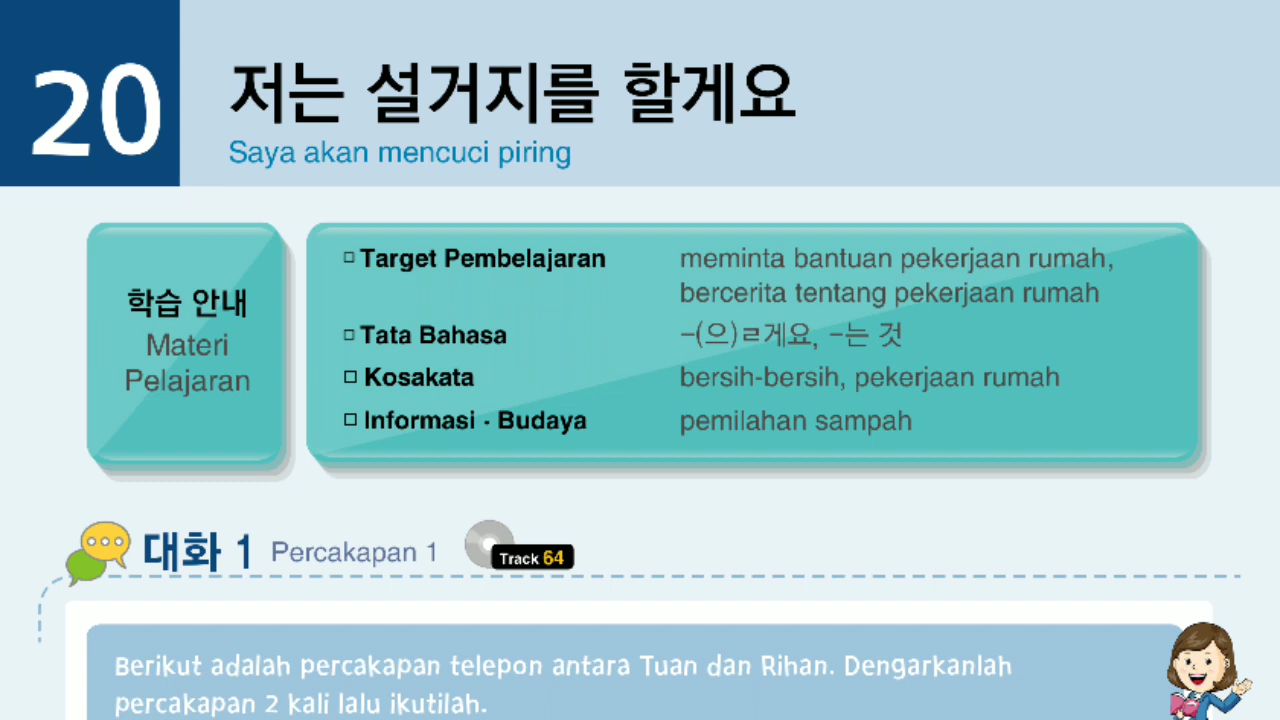 20
저는 설거지를 할게요
Saya akan mencuci piring
학습 안내
Materi
Pelajaran
□ Target Pembelajaran meminta bantuan pekerjaan rumah,
bercerita tentang pekerjaan rumah
□ Tata Bahasa -(으)ㄹ게요, -는 것
□ Kosakata bersih-bersih, pekerjaan rumah
□ Informasi · Budaya pemilahan sampah
대화 1 Percakapan 1 Track 64
Berikut adalah percakapan telepon antara Tuan dan Rihan. Dengarkanlah
percakapan 2 kali lalu ikutilah.